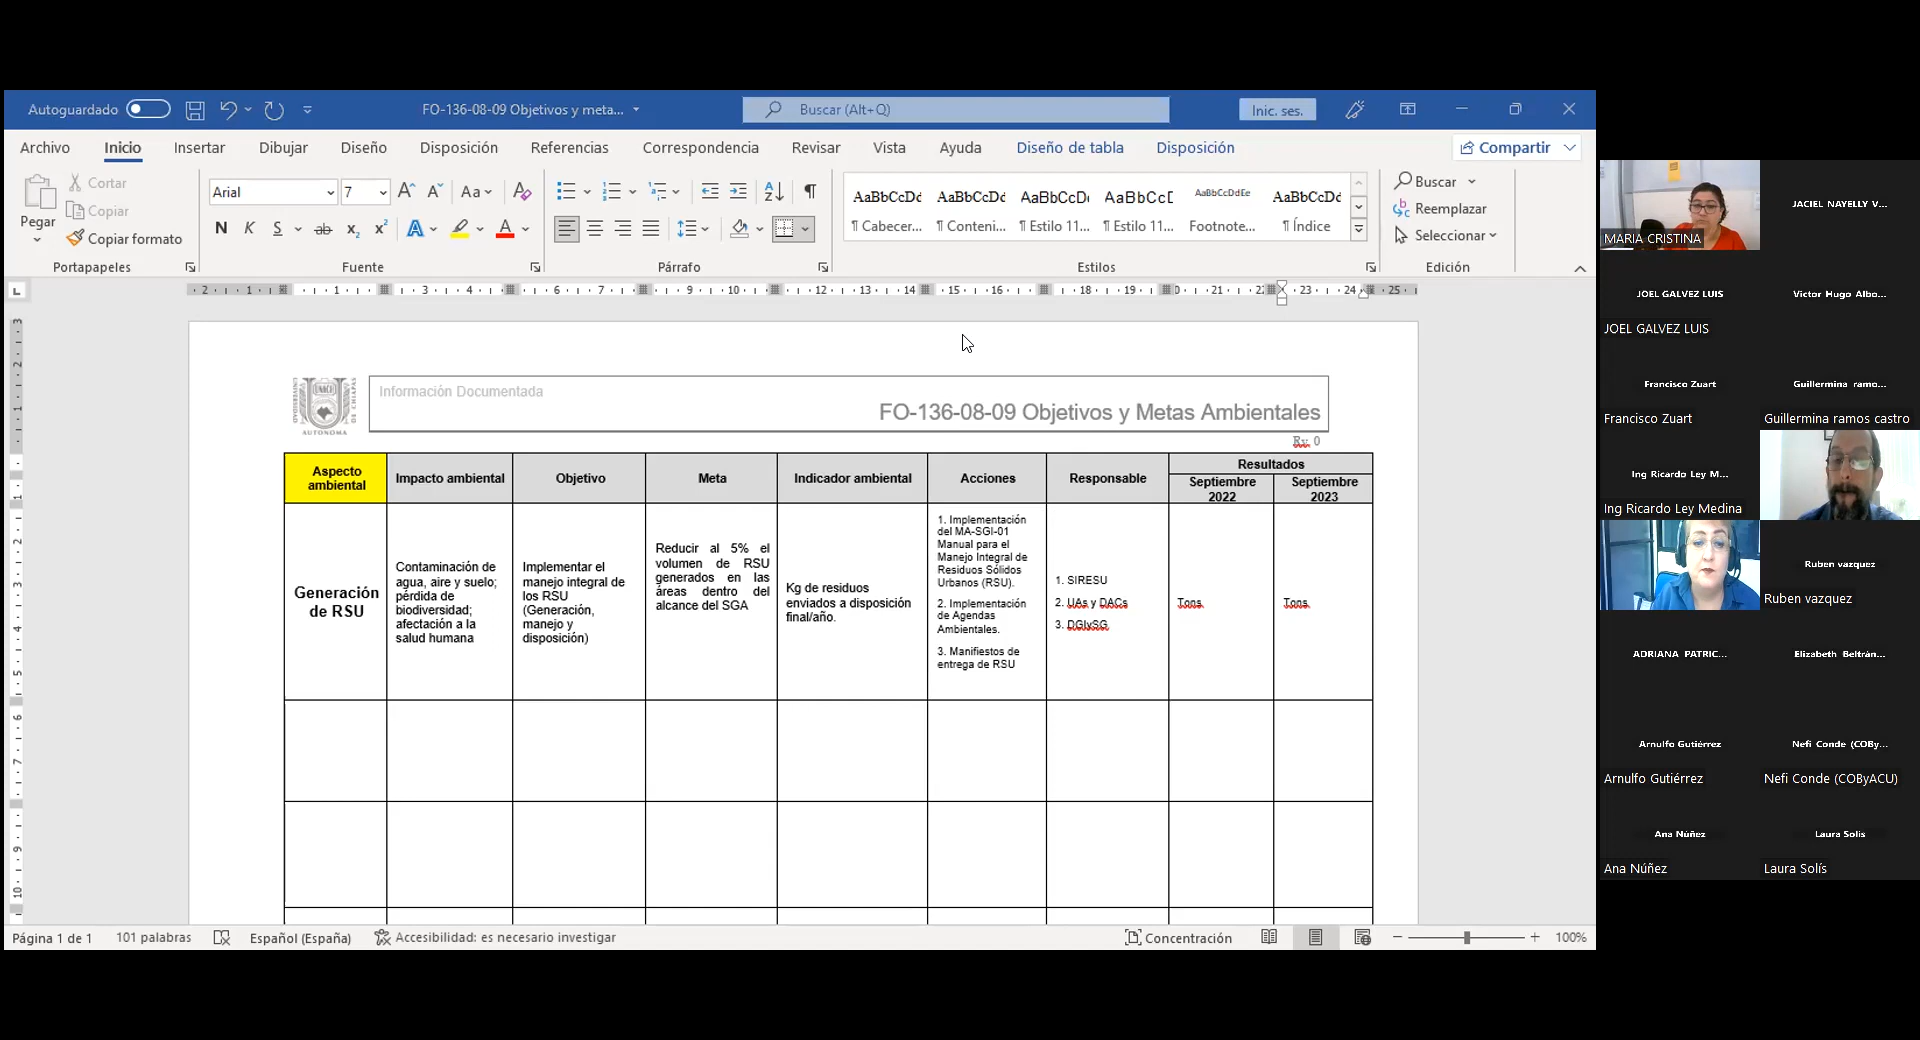 Autoguardado
FO-136-08-09 Objetivos y meta...
Buscar (Alt+Q)
Inic. ses.
Archivo
Inicio
Insertar
Dibujar
Diseño
Disposición
Referencias
Correspondencia
Revisar
Vista
Ayuda
Diseño de tabla
Disposición
Compartir
Pegar
Cortar
Copiar
Copiar formato
Portapapeles
Arial
7
Aa
N K S ab x₂ x² A A
Fuente
Párrafo
AaBbCcDd
¶ Cabecer...
AaBbCcDd
¶ Conteni...
AaBbCcD
¶ Estilo 11...
AaBbCcD
¶ Estilo 11...
AaBbCcDdEe
Footnote...
AaBbCcDd
¶ Índice
Estilos
Buscar
Reemplazar
Seleccionar
Edición
Información Documentada
FO-136-08-09 Objetivos y Metas Ambientales
Rv. 0
AUTÓNOMA
Aspecto
ambiental
Impacto ambiental
Objetivo
Meta
Indicador ambiental
Acciones
Responsable
Resultados
Septiembre
2022
Septiembre
2023
Generación
de RSU
Contaminación de
agua, aire y suelo;
pérdida de
biodiversidad;
afectación a la
salud humana
Implementar el
manejo integral de
los RSU
(Generación,
manejo y
disposición)
Reducir al 5% el
volumen de RSU
generados en las
áreas dentro del
alcance del SGA
Kg de residuos
enviados a disposición
final/año.
1. Implementación
del MA-SGI-01
Manual para el
Manejo Integral de
Residuos Sólidos
Urbanos (RSU).
2. Implementación
de Agendas
Ambientales.
3. Manifiestos de
entrega de RSU
1. SIRESU
2. UAs y DACs
3. DGIySG
Tons.
Tons.
Página 1 de 1
101 palabras
Español (España)
Accesibilidad: es necesario investigar
Concentración
100%
MARIA CRISTINA
JACIEL NAYELLY V...
JOEL GALVEZ LUIS
JOEL GALVEZ LUIS
Victor Hugo Albo...
Francisco Zuart
Francisco Zuart
Guillermina ramo...
Guillermina ramos castro
Ing Ricardo Ley M...
Ing Ricardo Ley Medina
Ruben vazquez
Ruben vazquez
ADRIANA PATRIC...
Elizabeth Beltrán...
Arnulfo Gutiérrez
Arnulfo Gutiérrez
Nefi Conde (COBy...
Nefi Conde (COByACU)
Ana Núñez
Ana Núñez
Laura Solís
Laura Solís